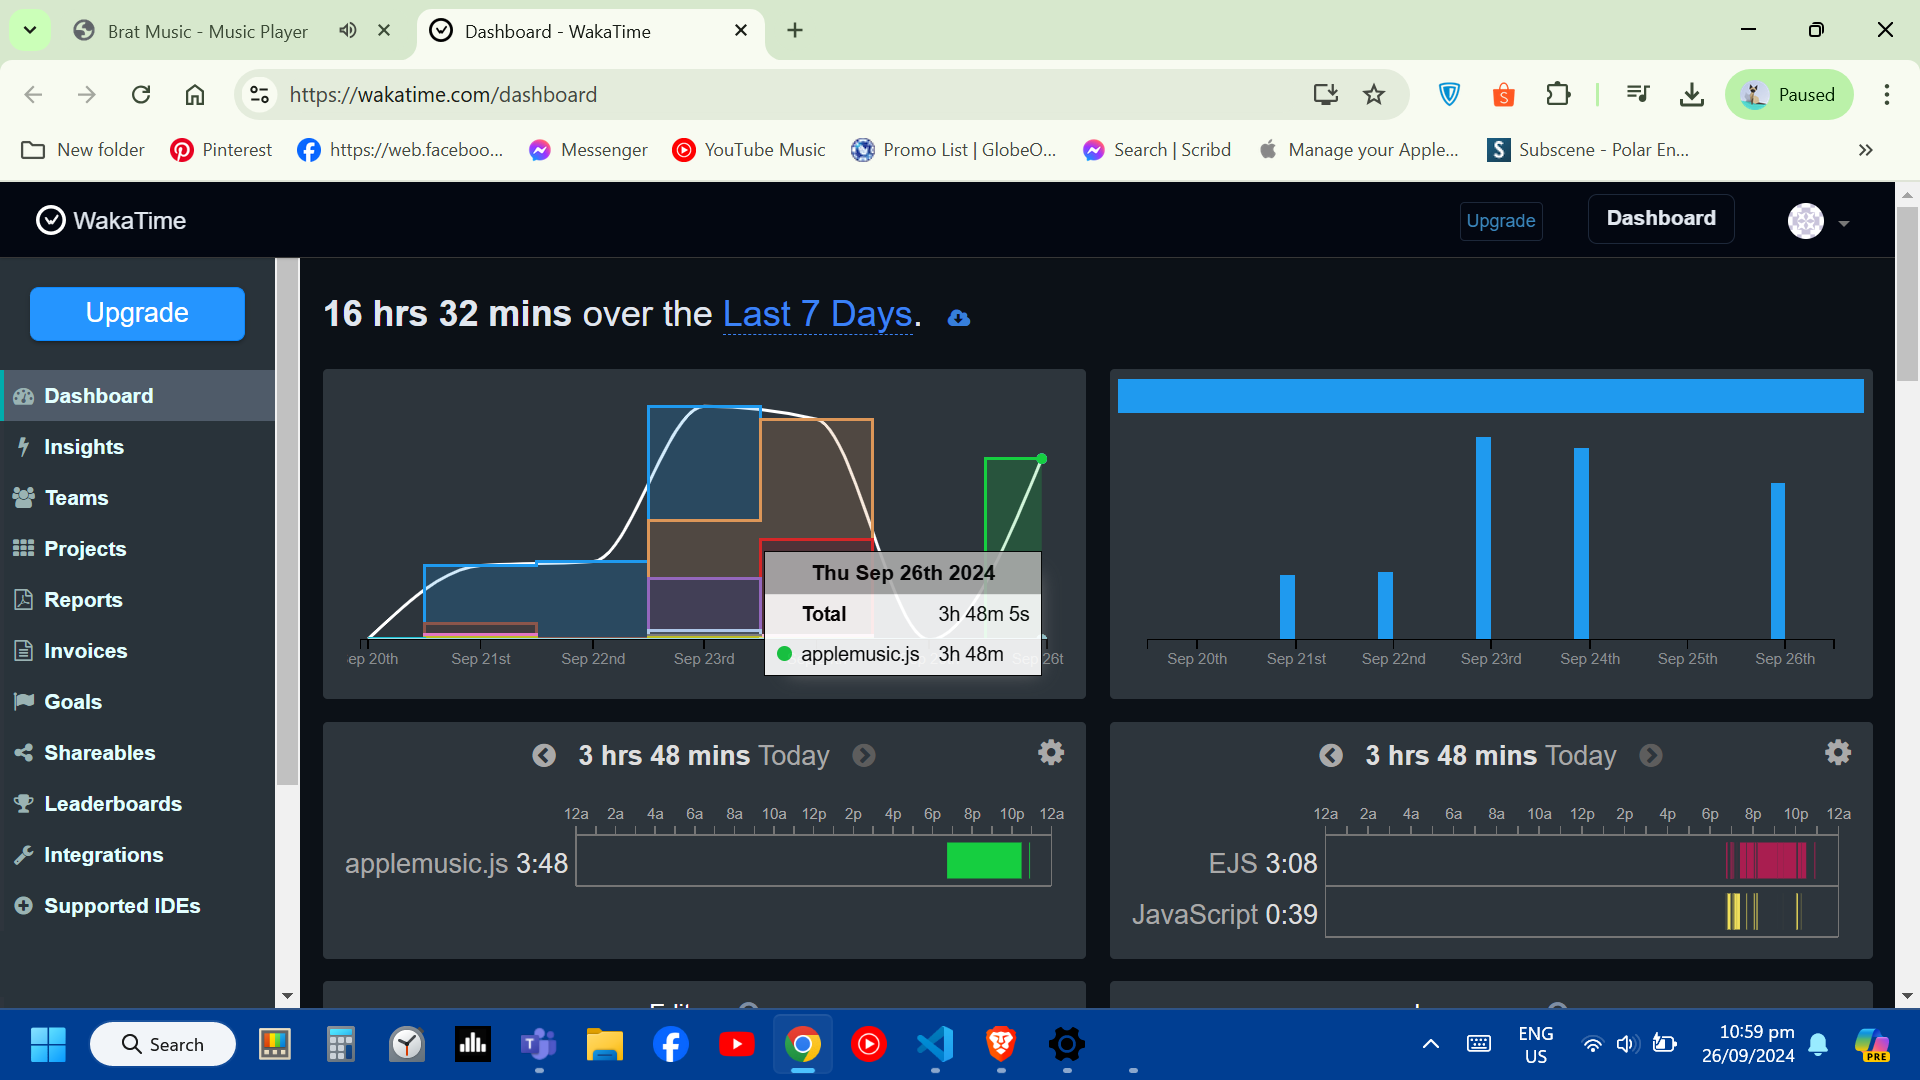 Brat Music - Music Player
Dashboard - WakaTime
https://wakatime.com/dashboard
Paused
New folder
Pinterest
https://web.faceboo...
Messenger
YouTube Music
Promo List | GlobeO...
Search | Scribd
Manage your Apple...
Subscene - Polar En...
WakaTime
Upgrade
Dashboard
Upgrade
Dashboard
Insights
Teams
Projects
Reports
Invoices
Goals
Shareables
Leaderboards
Integrations
Supported IDEs
16 hrs 32 mins over the Last 7 Days.
ep 20th Sep 21st Sep 22nd Sep 23rd Sep 26t
Thu Sep 26th 2024
Total 3h 48m 5s
applemusic.js 3h 48m
Sep 20th Sep 21st Sep 22nd Sep 23rd Sep 24th Sep 25th Sep 26th
3 hrs 48 mins Today
12a 2a 4a 6a 8a 10a 12p 2p 4p 6p 8p 10p 12a
applemusic.js 3:48
3 hrs 48 mins Today
12a 2a 4a 6a 8a 10a 12p 2p 4p 6p 8p 10p 12a
EJS 3:08
JavaScript 0:39
Search
ENG
US
10:59 pm
26/09/2024
PRE